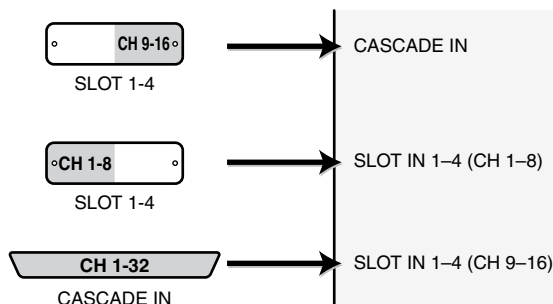 CH 9-16
CASCADE IN
SLOT 1-4
CH 1-8
SLOT IN 1–4 (CH 1–8)
SLOT 1-4
CH 1-32
SLOT IN 1–4 (CH 9–16)
CASCADE IN